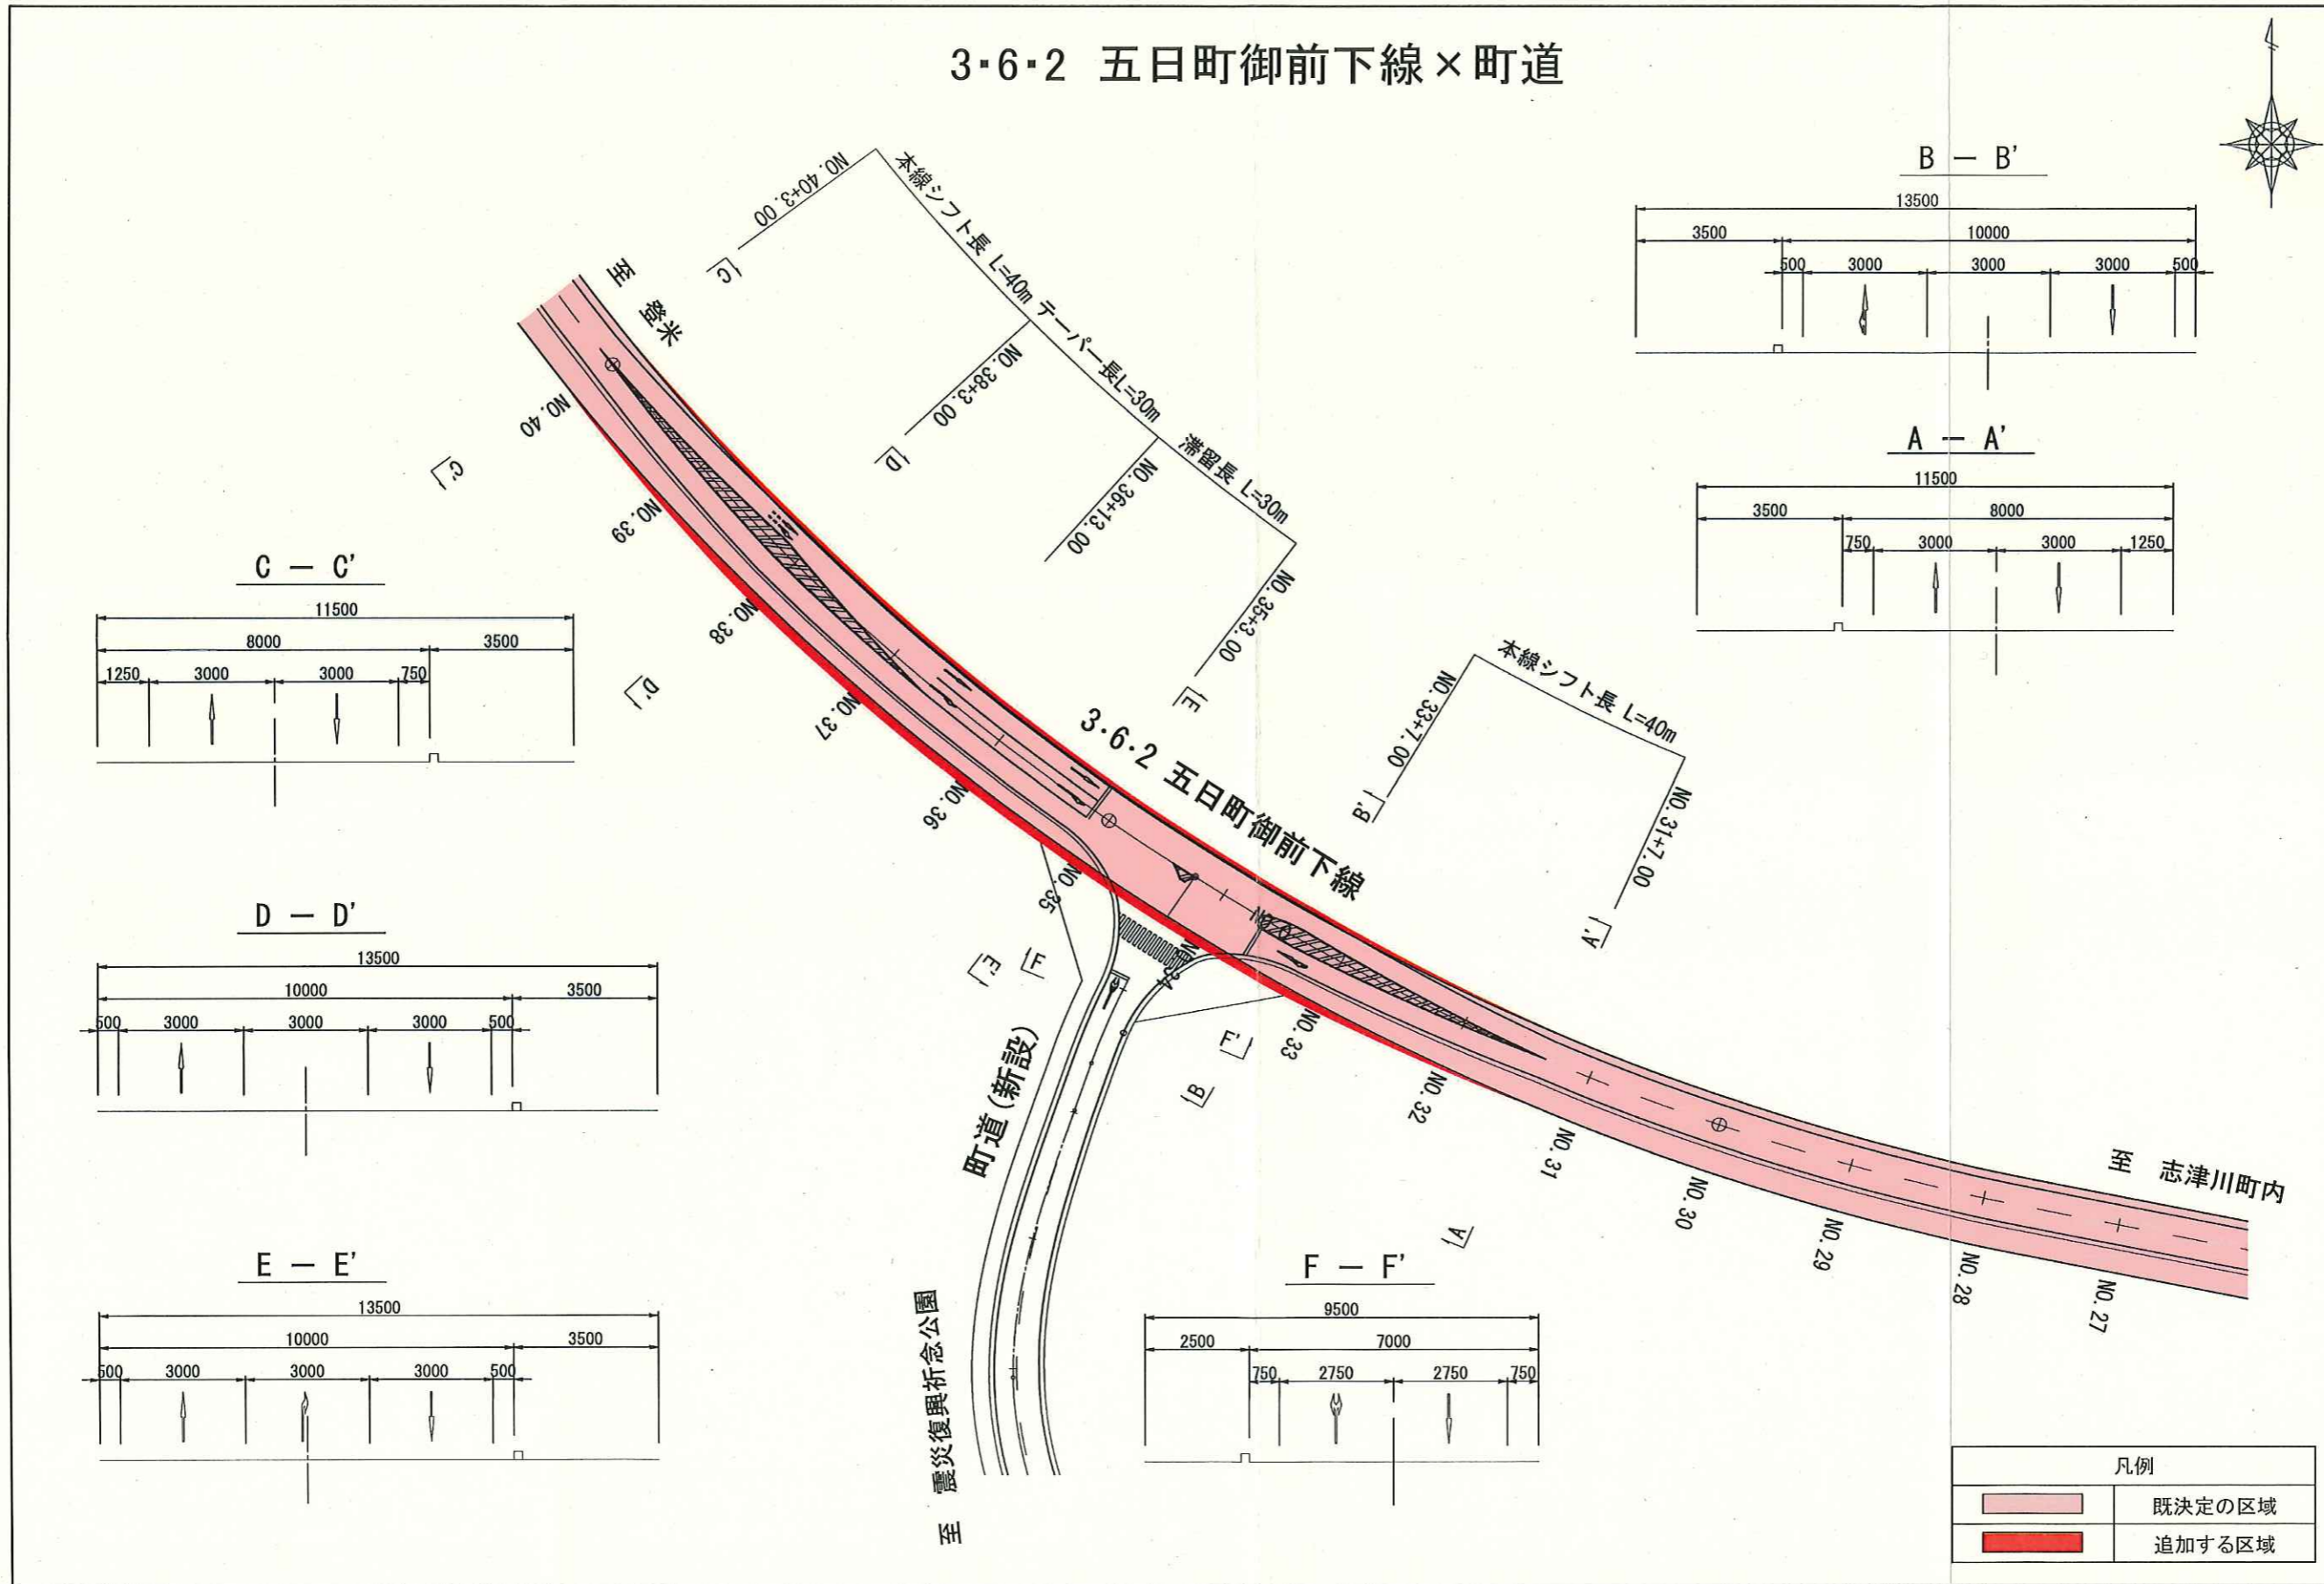 3・6・2 五日町御前下線×町道
B − B'
13500
3500
10000
500
3000
3000
3000
500
A − A'
11500
3500
8000
750
3000
3000
1250
C − C'
11500
8000
3500
1250
3000
3000
750
D − D'
13500
10000
3500
500
3000
3000
3000
500
E − E'
13500
10000
3500
500
3000
3000
3000
500
F − F'
9500
2500
7000
750
2750
2750
750
NO.40+3.00
本線シフト長 L=40m
テーパー長L=30m
滞留長 L=30m
NO.38+3.00
NO.36+13.00
NO.35+3.00
本線シフト長 L=40m
NO.33+7.00
NO.31+7.00
C
D
E
B'
A'
C'
D'
E'
F
F'
B
A
至 登米
3・6・2 五日町御前下線
至 志津川町内
町道(新設)
至 震災復興祈念公園
NO.40
NO.39
NO.38
NO.37
NO.36
NO.35
NO.34
NO.33
NO.32
NO.31
NO.30
NO.29
NO.28
NO.27
凡例
既決定の区域
追加する区域